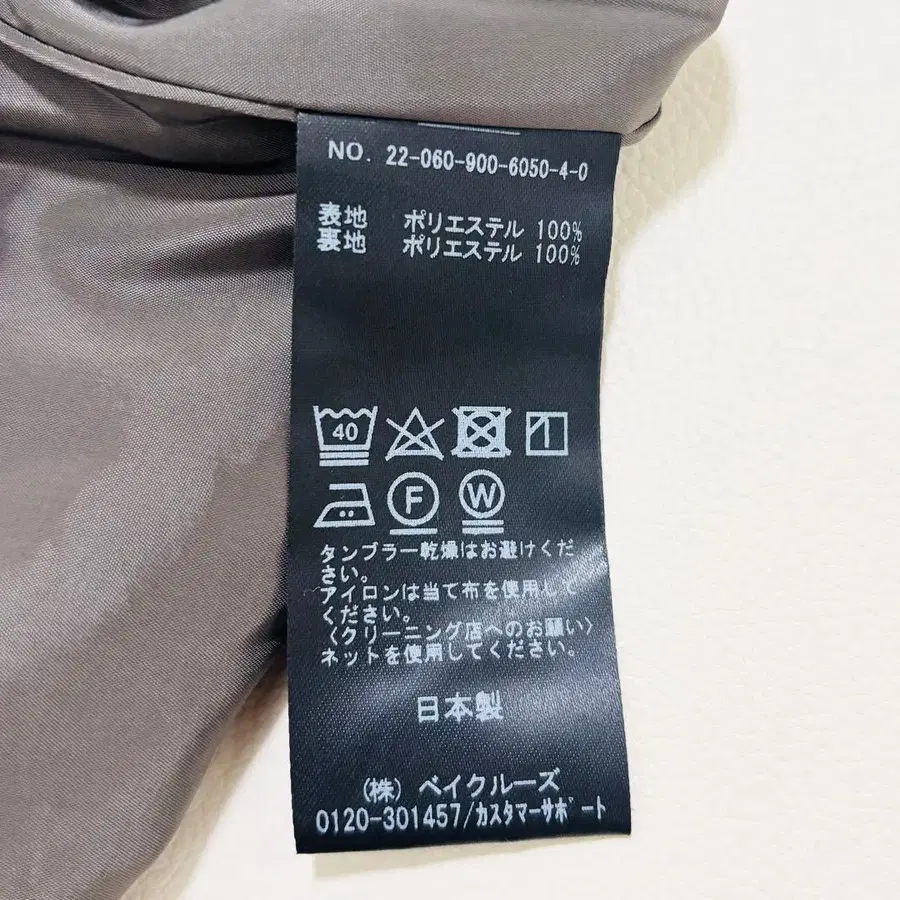 NO. 22-060-900-6050-4-0
表地 ポリエステル 100%
裏地 ポリエステル 100%
40
F W
タンブラー乾燥はお避けくだ
さい。
アイロンは当て布を使用して
ください。
〈クリーニング店へのお願い〉
ネットを使用してください。
日本製
(株) ベイクルーズ
0120-301457/カスタマーサポート